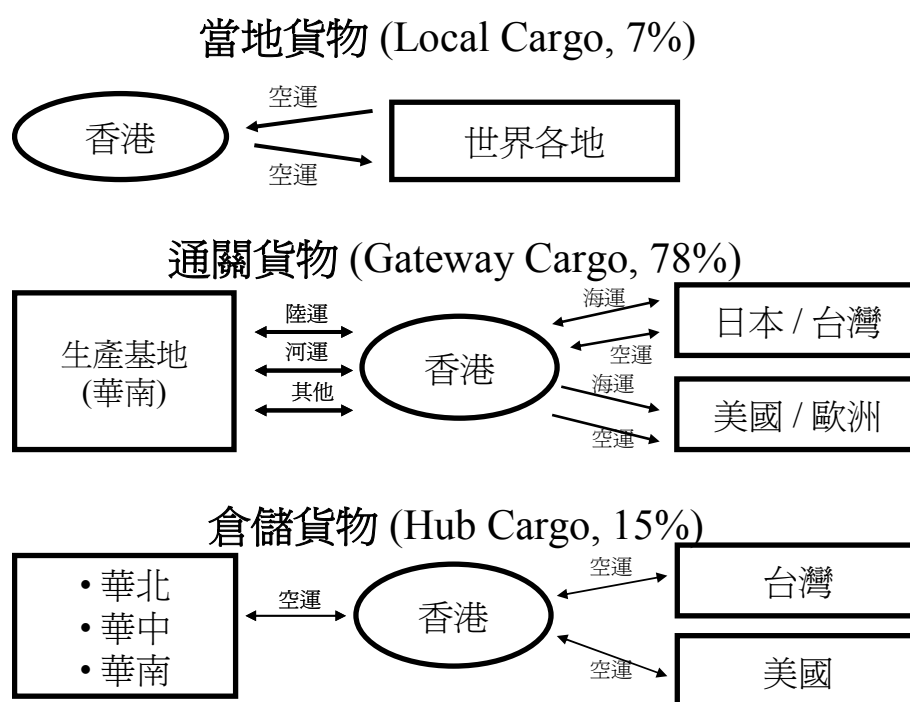 當地貨物 (Local Cargo, 7%)
空運
香港
世界各地
空運
通關貨物 (Gateway Cargo, 78%)
生產基地
(華南)
陸運
河運
其他
香港
海運
空運
海運
空運
日本 / 台灣
美國 / 歐洲
倉儲貨物 (Hub Cargo, 15%)
• 華北
• 華中
• 華南
空運
香港
空運
空運
台灣
美國